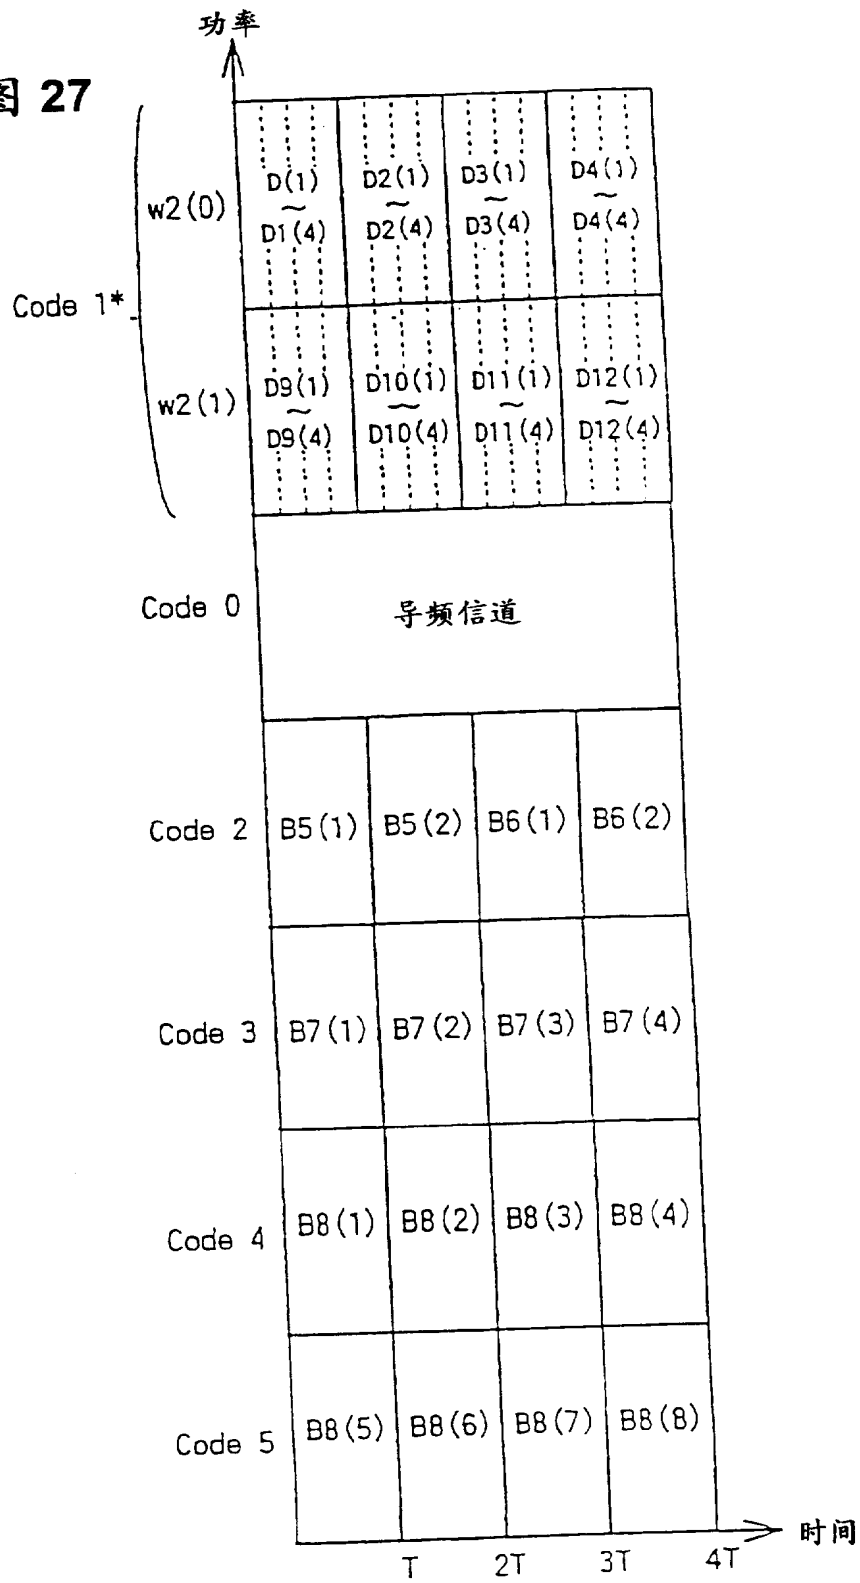 功率
图 27
w2(0) D(1) D2(1) D3(1) D4(1)
~ ~ ~ ~
D1(4) D2(4) D3(4) D4(4)
Code 1*
w2(1) D9(1) D10(1) D11(1) D12(1)
~ ~ ~ ~
D9(4) D10(4) D11(4) D12(4)
Code 0 导频信道
Code 2 B5(1) B5(2) B6(1) B6(2)
Code 3 B7(1) B7(2) B7(3) B7(4)
Code 4 B8(1) B8(2) B8(3) B8(4)
Code 5 B8(5) B8(6) B8(7) B8(8)
时间
T 2T 3T 4T